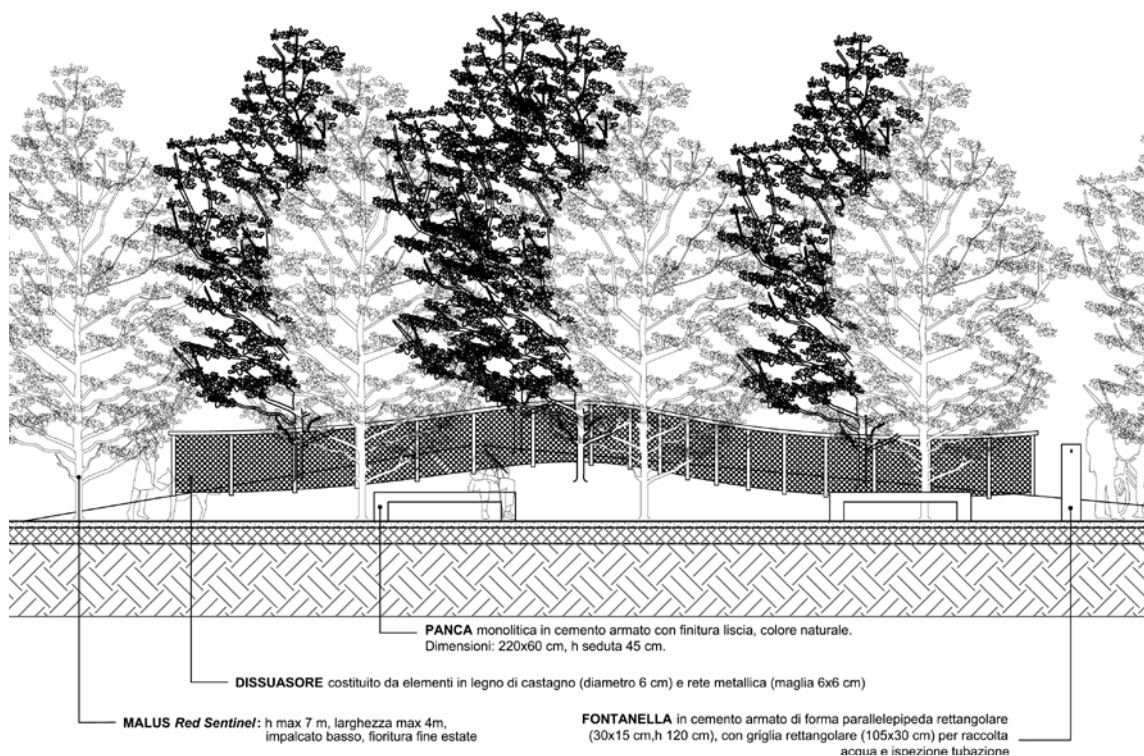 PANCA monolitica in cemento armato con finitura liscia, colore naturale.
Dimensioni: 220x60 cm, h seduta 45 cm.
DISSUASORE costituito da elementi in legno di castagno (diametro 6 cm) e rete metallica (maglia 6x6 cm)
MALUS Red Sentinel: h max 7 m, larghezza max 4m,
impalcato basso, fioritura fine estate
FONTANELLA in cemento armato di forma parallelepipeda rettangolare
(30x15 cm,h 120 cm), con griglia rettangolare (105x30 cm) per raccolta
acqua e ispezione tubazione